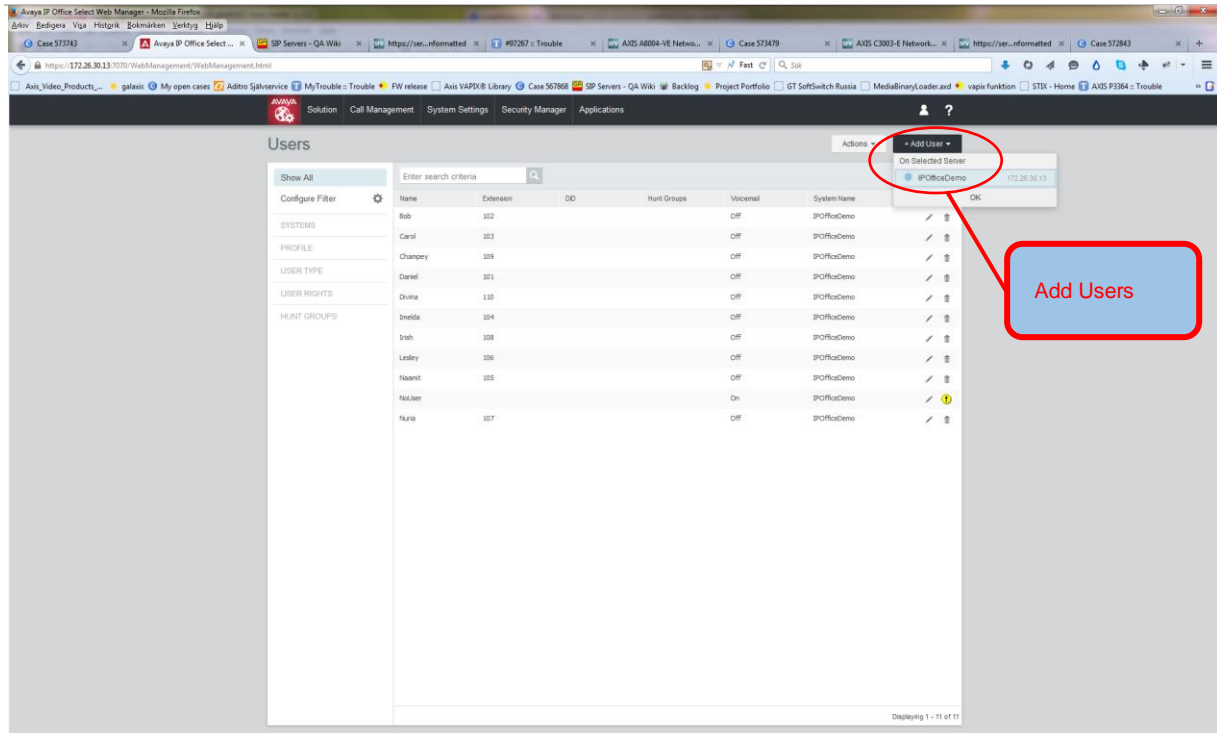 Avaya IP Office Select Web Manager - Mozilla Firefox
Arkiv Redigera Visa Historik Bokmärken Verktyg Hjälp
Case 573743 Avaya IP Office Select ... SIP Servers - QA Wiki https://ser...nformatted #97267 :: Trouble AXIS A8004-VE Netwo... Case 573479 AXIS C3003-E Network... https://ser...nformatted Case 572843
https://172.26.30.13:7070/WebManagement/WebManagement.html Fast Sök
Axis_Video_Products_... galaxis My open cases Aditro Självservice MyTrouble :: Trouble FW release Axis VAPIX® Library Case 567868 SIP Servers - QA Wiki Backlog Project Portfolio GT SoftSwitch Russia MediaBinaryLoader.axd vapix funktion STIX - Home AXIS P3364 :: Trouble »
AVAYA Solution Call Management System Settings Security Manager Applications ?
Users Actions + Add User
On Selected Server
IPOfficeDemo 172.26.30.13
OK
Show All
Configure Filter
SYSTEMS
PROFILE
USER TYPE
USER RIGHTS
HUNT GROUPS
Enter search criteria
Name Extension DID Hunt Groups Voicemail System Name
Bob 102 Off IPOfficeDemo
Carol 103 Off IPOfficeDemo
Champey 109 Off IPOfficeDemo
Daniel 101 Off IPOfficeDemo
Divina 110 Off IPOfficeDemo
Imelda 104 Off IPOfficeDemo
Irish 108 Off IPOfficeDemo
Lesley 106 Off IPOfficeDemo
Naamit 105 Off IPOfficeDemo
NoUser On IPOfficeDemo
Nuria 107 Off IPOfficeDemo
Displaying 1 - 11 of 11
Add Users